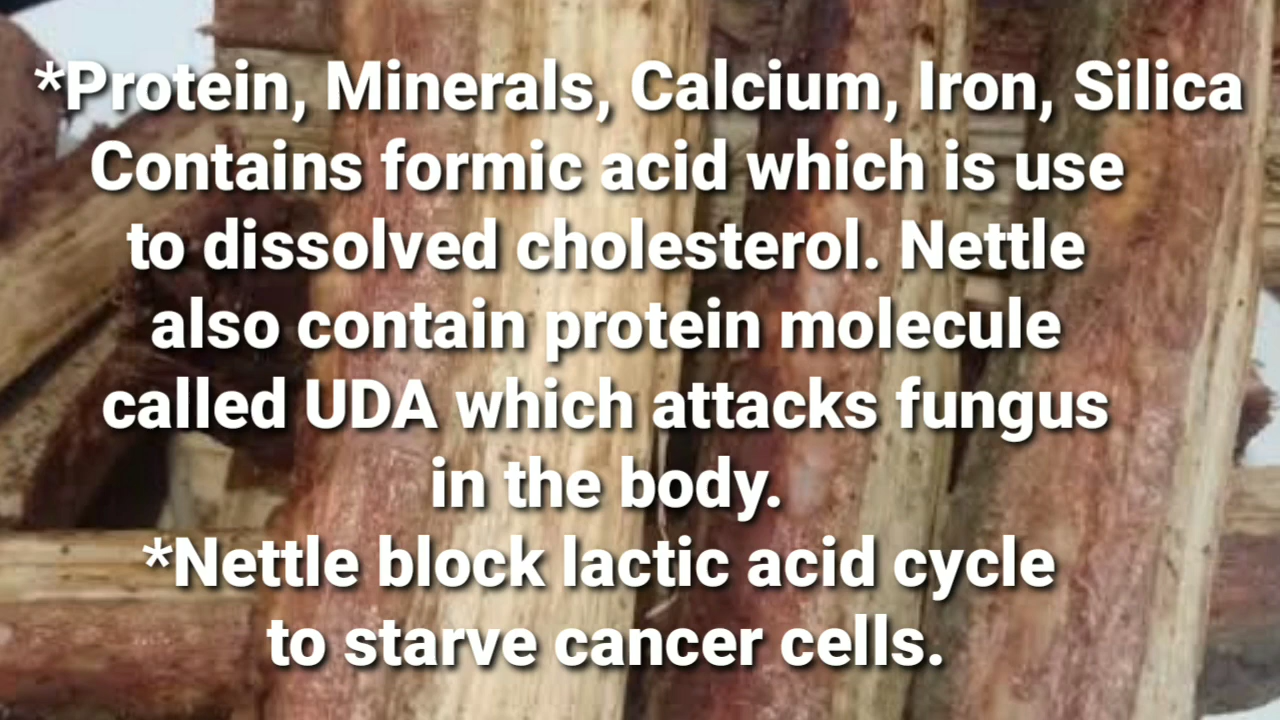 *Protein, Minerals, Calcium, Iron, Silica
Contains formic acid which is use
to dissolved cholesterol. Nettle
also contain protein molecule
called UDA which attacks fungus
in the body.
*Nettle block lactic acid cycle
to starve cancer cells.